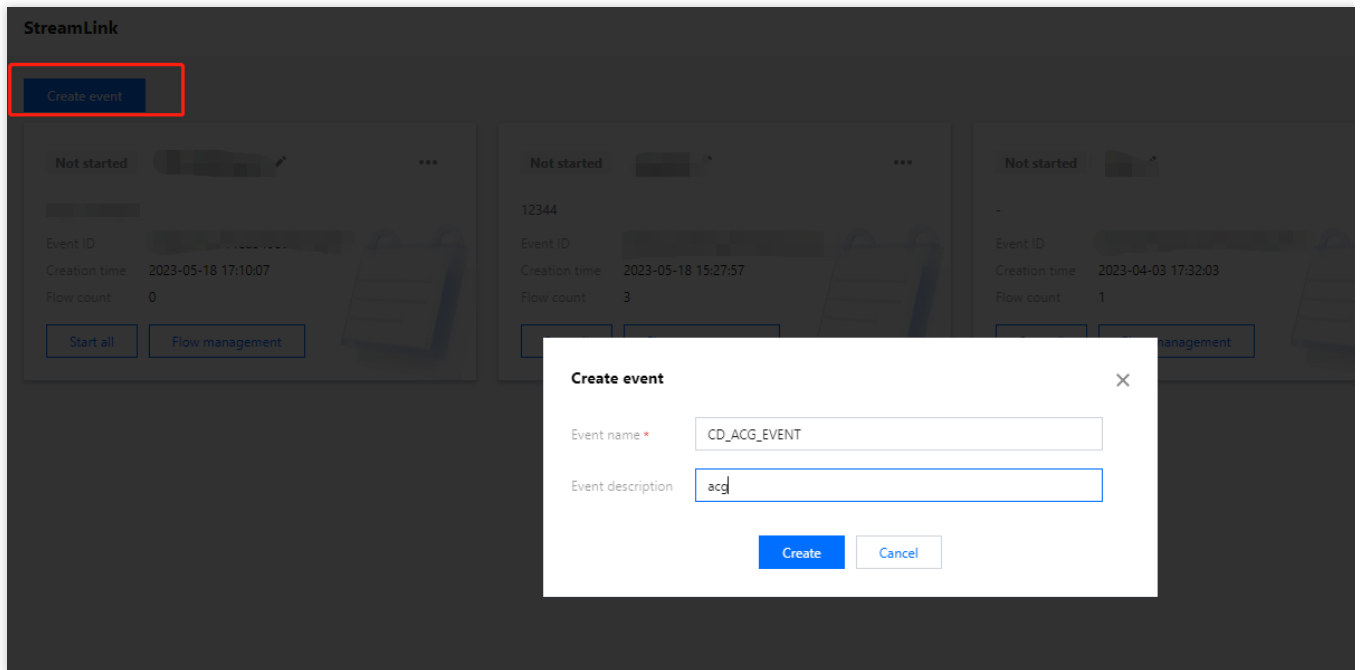 StreamLink
Create event
Not started
Not started
Not started
12344
-
Event ID
Event ID
Event ID
Creation time 2023-05-18 17:10:07
Creation time 2023-05-18 15:27:57
Creation time 2023-04-03 17:32:03
Flow count 0
Flow count 3
Flow count 1
Start all Flow management
management
Create event
Event name * CD_ACG_EVENT
Event description acg
Create Cancel